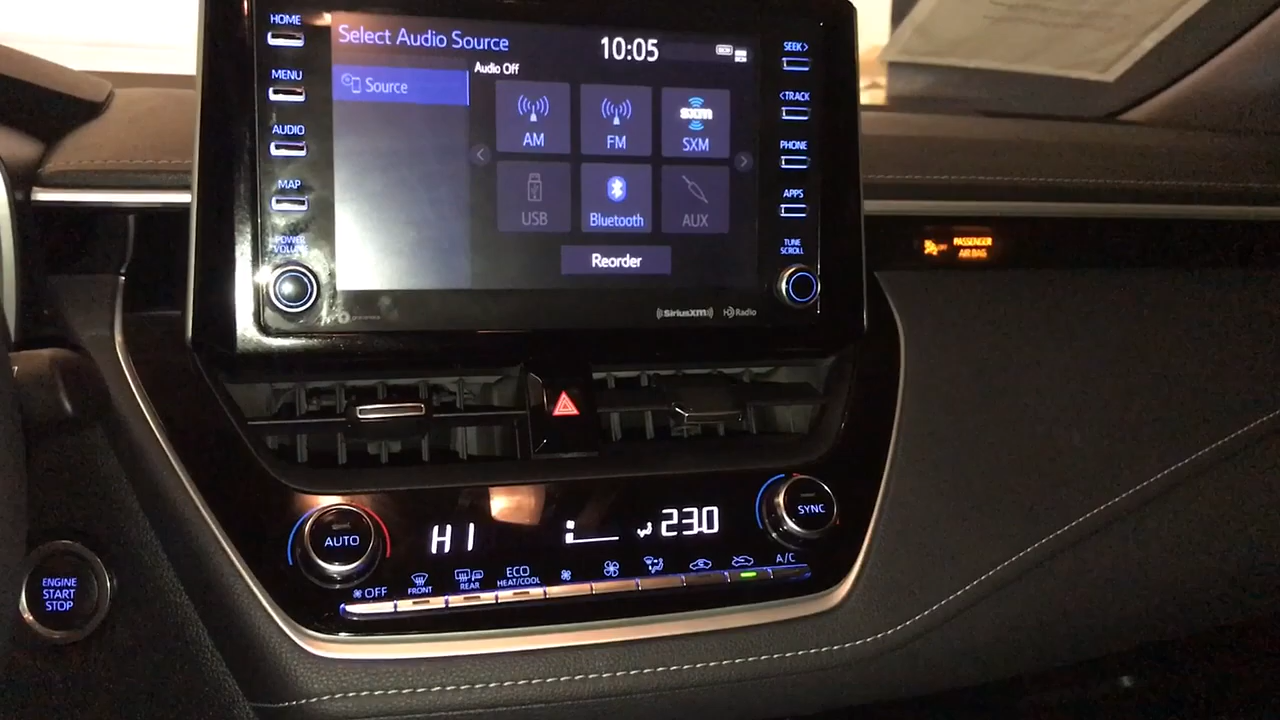 HOME
MENU
AUDIO
MAP
POWER
VOLUME
Select Audio Source
10:05
Source
Audio Off
AM
FM
SXM
USB
Bluetooth
AUX
Reorder
SEEK >
< TRACK
PHONE
APPS
TUNE
SCROLL
((SiriusXM))
HD Radio
OFF
PASSENGER
AIR BAG
AUTO
HI
23.0
SYNC
OFF
FRONT
REAR
ECO
HEAT/COOL
A/C
ENGINE
START
STOP